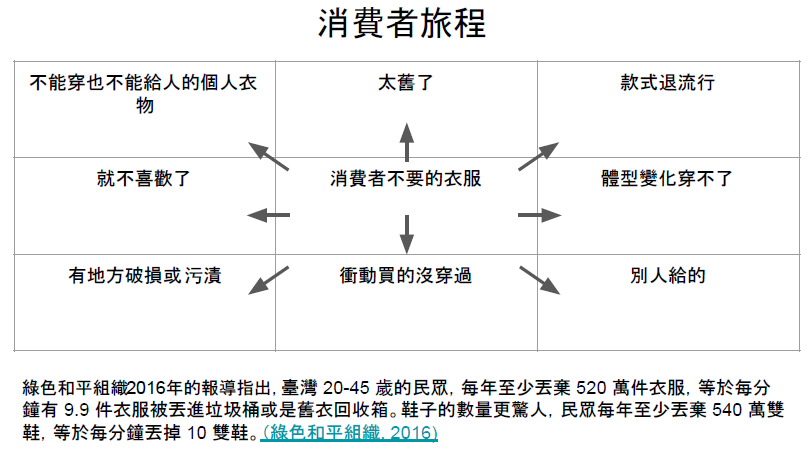 消費者旅程
不能穿也不能給人的個人衣
物
太舊了
款式退流行
就不喜歡了
消費者不要的衣服
體型變化穿不了
有地方破損或污漬
衝動買的沒穿過
別人給的
綠色和平組織2016年的報導指出, 臺灣 20-45 歲的民眾, 每年至少丟棄 520 萬件衣服, 等於每分
鐘有 9.9 件衣服被丟進垃圾桶或是舊衣回收箱。鞋子的數量更驚人, 民眾每年至少丟棄 540 萬雙
鞋, 等於每分鐘丟掉 10 雙鞋。(綠色和平組織, 2016)